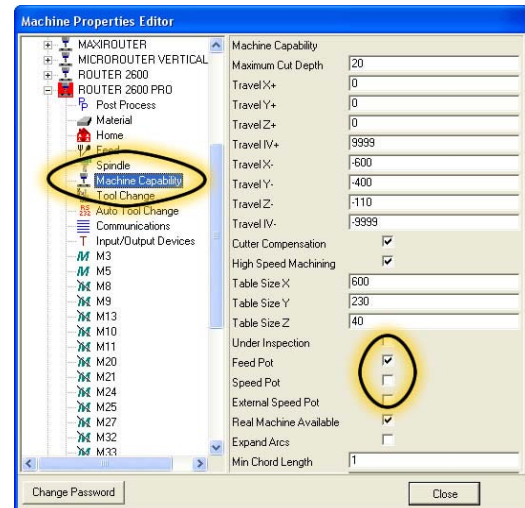 Machine Properties Editor
MAXIROUTER
MICROROUTER VERTICAL
ROUTER 2600
ROUTER 2600 PRO
Post Process
Material
Home
Feed
Spindle
Machine Capability
Tool Change
Auto Tool Change
Communications
Input/Output Devices
M3
M5
M8
M9
M13
M10
M11
M20
M21
M24
M25
M27
M32
M33
Machine Capability
Maximum Cut Depth 20
Travel X+ 0
Travel Y+ 0
Travel Z+ 0
Travel IV+ 9999
Travel X- -600
Travel Y- -400
Travel Z- -110
Travel IV- -9999
Cutter Compensation
High Speed Machining
Table Size X 600
Table Size Y 230
Table Size Z 40
Under Inspection
Feed Pot
Speed Pot
External Speed Pot
Real Machine Available
Expand Arcs
Min Chord Length 1
Change Password
Close